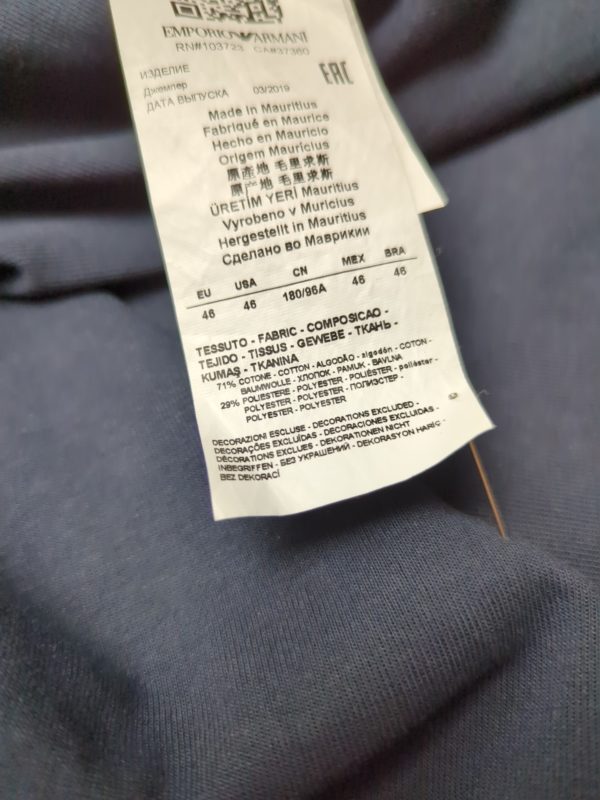 EMPORIO ARMANI
RN#103723 CA#37360
EAC
ИЗДЕЛИЕ
Джемпер
ДАТА ВЫПУСКА 03/2019
Made in Mauritius
Fabriqué en Maurice
Hecho en Mauricio
Origem Maurícius
原産地 毛里求斯
原产地 毛里求斯
ÜRETİM YERİ Mauritius
Vyrobeno v Muricius
Hergestellt in Mauritius
Сделано во Маврикии
EU USA CN MEX BRA
46 46 180/96A 46 46
TESSUTO - FABRIC - COMPOSICAO -
TEJIDO - TISSUS - GEWEBE - ТКАНЬ -
KUMAŞ - TKANINA
71% COTONE - COTTON - ALGODÃO - algodón - COTON -
BAUMWOLLE - ХЛОПОК - PAMUK - BAVLNA
29% POLIESTERE - POLYESTER - POLIÉSTER - poliéster -
POLYESTER - POLYESTER - ПОЛИЭСТЕР -
POLYESTER - POLYESTER
DECORAZIONI ESCLUSE - DECORATIONS EXCLUDED -
DECORAÇÕES EXCLUÍDAS - DECORACIONES EXCLUIDAS -
DÉCORATIONS EXCLUES - DEKORATIONEN NICHT
INBEGRIFFEN - БЕЗ УКРАШЕНИЙ - DEKORASYON HARİÇ -
BEZ DEKORACÍ